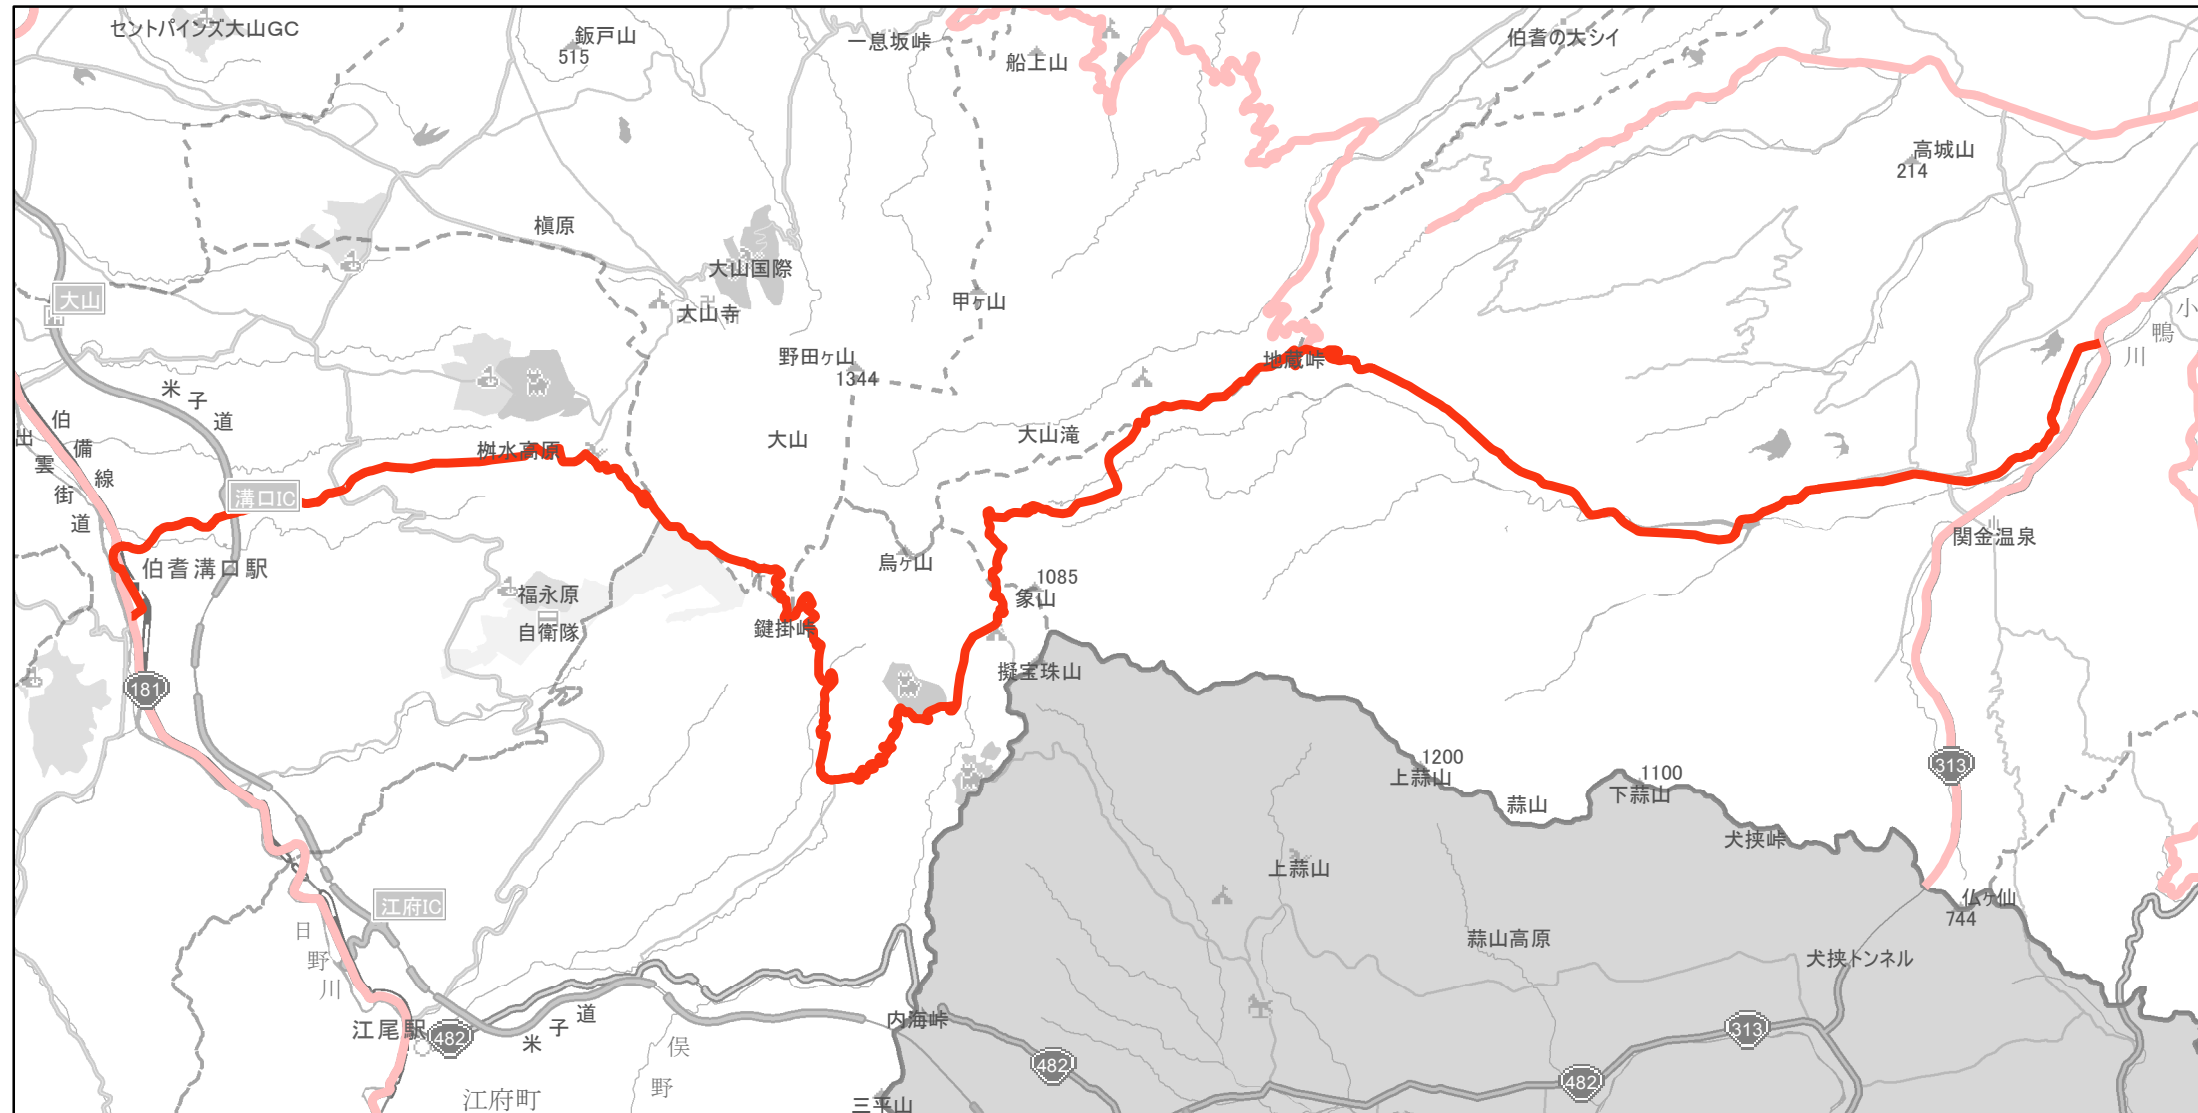 セントパインズ大山GC
鈑戸山
515
一息坂峠
船上山
伯耆の大シイ
高城山
214
槇原
大山国際
大山寺
甲ヶ山
大山
小
鴨
川
野田ヶ山
1344
地蔵峠
米
子
道
伯
備
線
出
雲
街
道
桝水高原
大山
大山滝
溝口IC
伯耆溝口駅
烏ヶ山
1085
象山
関金温泉
福永原
自衛隊
鍵掛峠
擬宝珠山
181
1200
上蒜山
1100
下蒜山
蒜山
313
犬挟峠
上蒜山
仏ヶ仙
744
江府IC
日
野
川
蒜山高原
犬挟トンネル
江尾駅
482
米
子
道
内海峠
313
俣
野
482
482
江府町
三平山